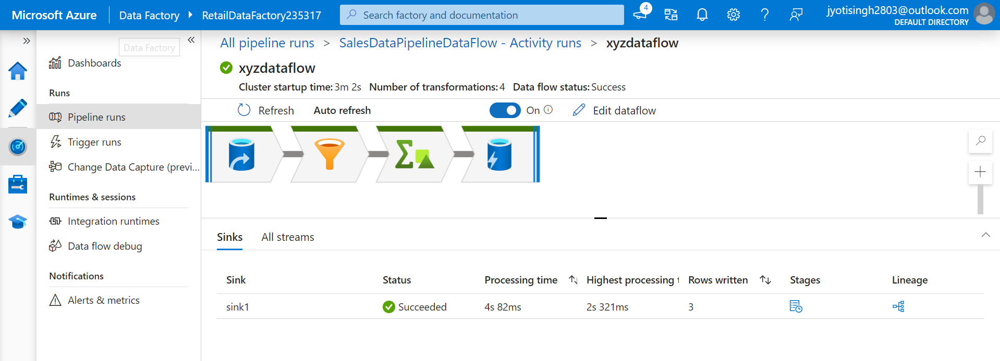 Microsoft Azure
Data Factory
RetailDataFactory235317
Search factory and documentation
4
jyotisingh2803@outlook.com
DEFAULT DIRECTORY
Data Factory
Dashboards
Runs
Pipeline runs
Trigger runs
Change Data Capture (previ...
Runtimes & sessions
Integration runtimes
Data flow debug
Notifications
Alerts & metrics
All pipeline runs > SalesDataPipelineDataFlow - Activity runs > xyzdataflow
xyzdataflow
Cluster startup time: 3m 2s Number of transformations: 4 Data flow status: Success
Refresh Auto refresh On Edit dataflow
Sinks All streams
Sink Status Processing time Highest processing t Rows written Stages Lineage
sink1 Succeeded 4s 82ms 2s 321ms 3